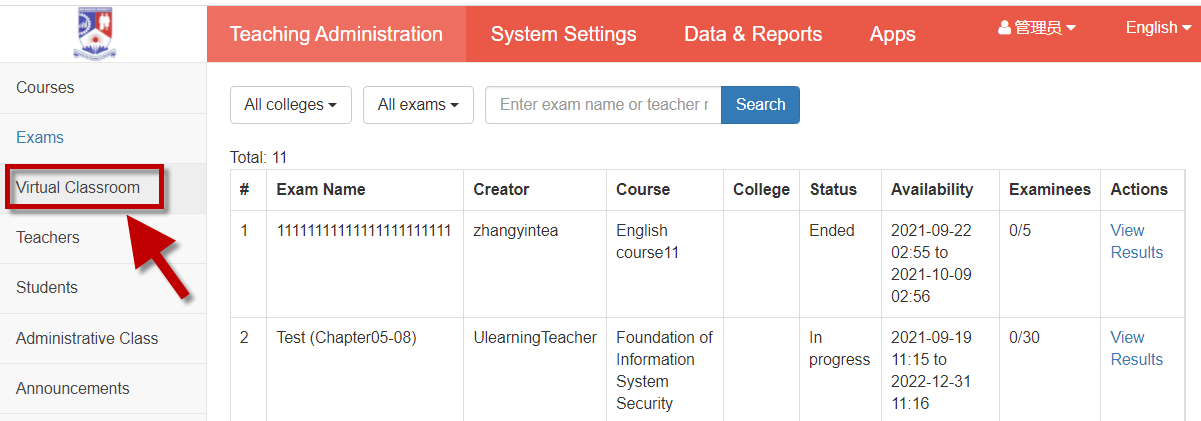 Teaching Administration System Settings Data & Reports Apps 管理员 English
Courses
Exams
Virtual Classroom
Teachers
Students
Administrative Class
Announcements
All colleges All exams Enter exam name or teacher r Search
Total: 11
# Exam Name Creator Course College Status Availability Examinees Actions
1 11111111111111111111111 zhangyintea English Ended 2021-09-22 0/5 View
course11 02:55 to Results
2021-10-09
02:56
2 Test (Chapter05-08) UlearningTeacher Foundation of In 2021-09-19 0/30 View
Information progress 11:15 to Results
System 2022-12-31
Security 11:16